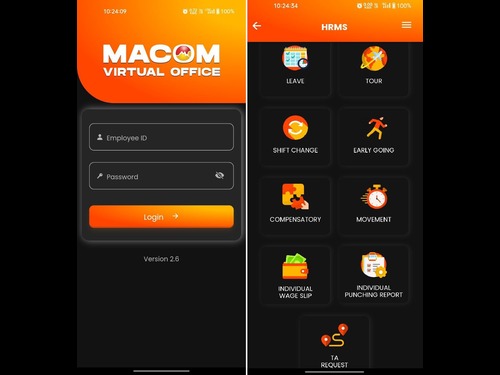 10:24:09
100%
MACOM
VIRTUAL OFFICE
Employee ID
Password
Login
Version 2.6
10:24:54
100%
HRMS
LEAVE
TOUR
SHIFT CHANGE
EARLY GOING
COMPENSATORY
MOVEMENT
INDIVIDUAL
WAGE SLIP
INDIVIDUAL
PUNCHING REPORT
TA
REQUEST